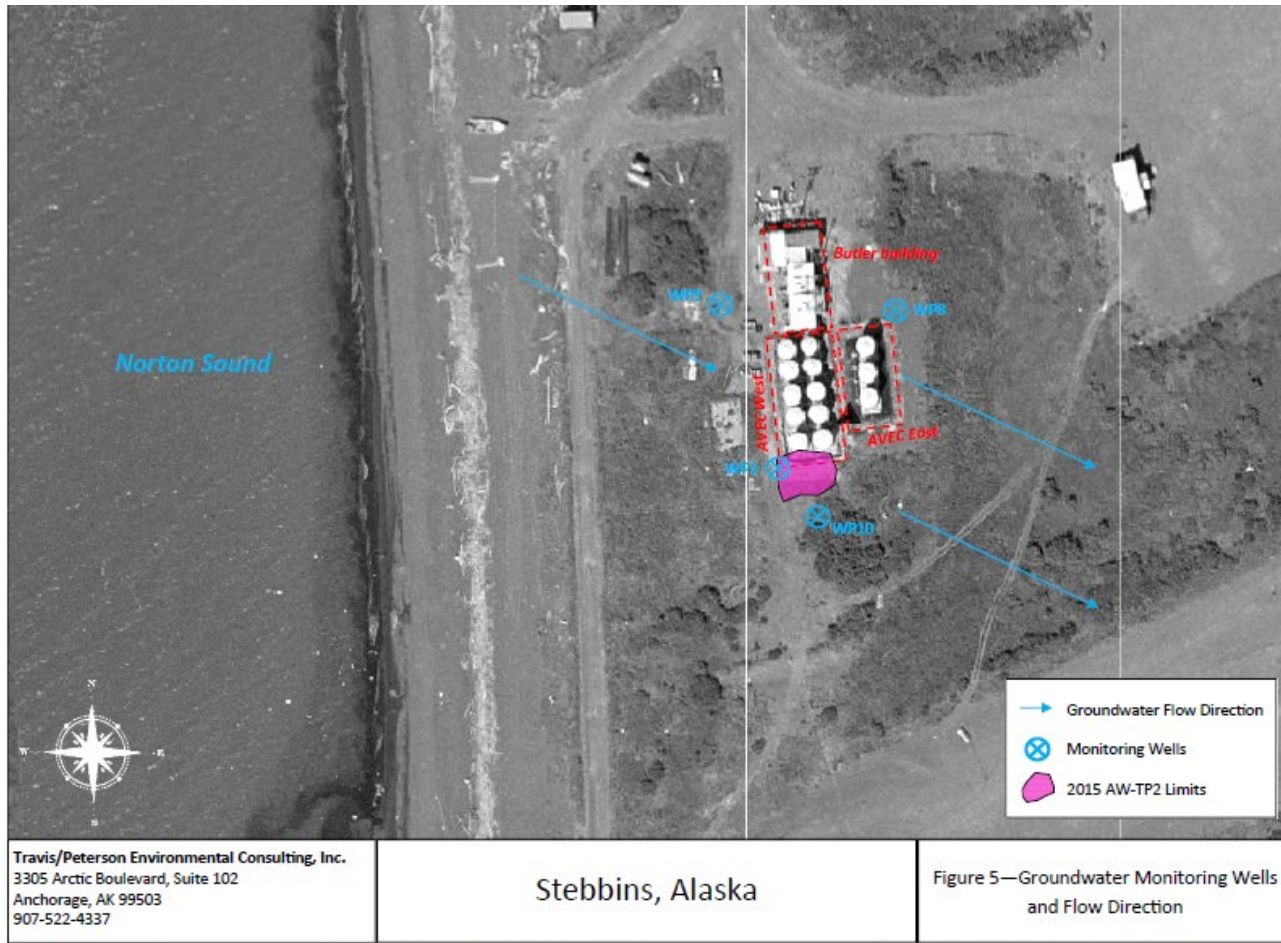 Butler building
WP9
WP8
Norton Sound
AVEC West
AVEC East
WP10
N
W
E
S
Groundwater Flow Direction
Monitoring Wells
2015 AW-TP2 Limits
Travis/Peterson Environmental Consulting, Inc.
3305 Arctic Boulevard, Suite 102
Anchorage, AK 99503
907-522-4337
Stebbins, Alaska
Figure 5—Groundwater Monitoring Wells
and Flow Direction